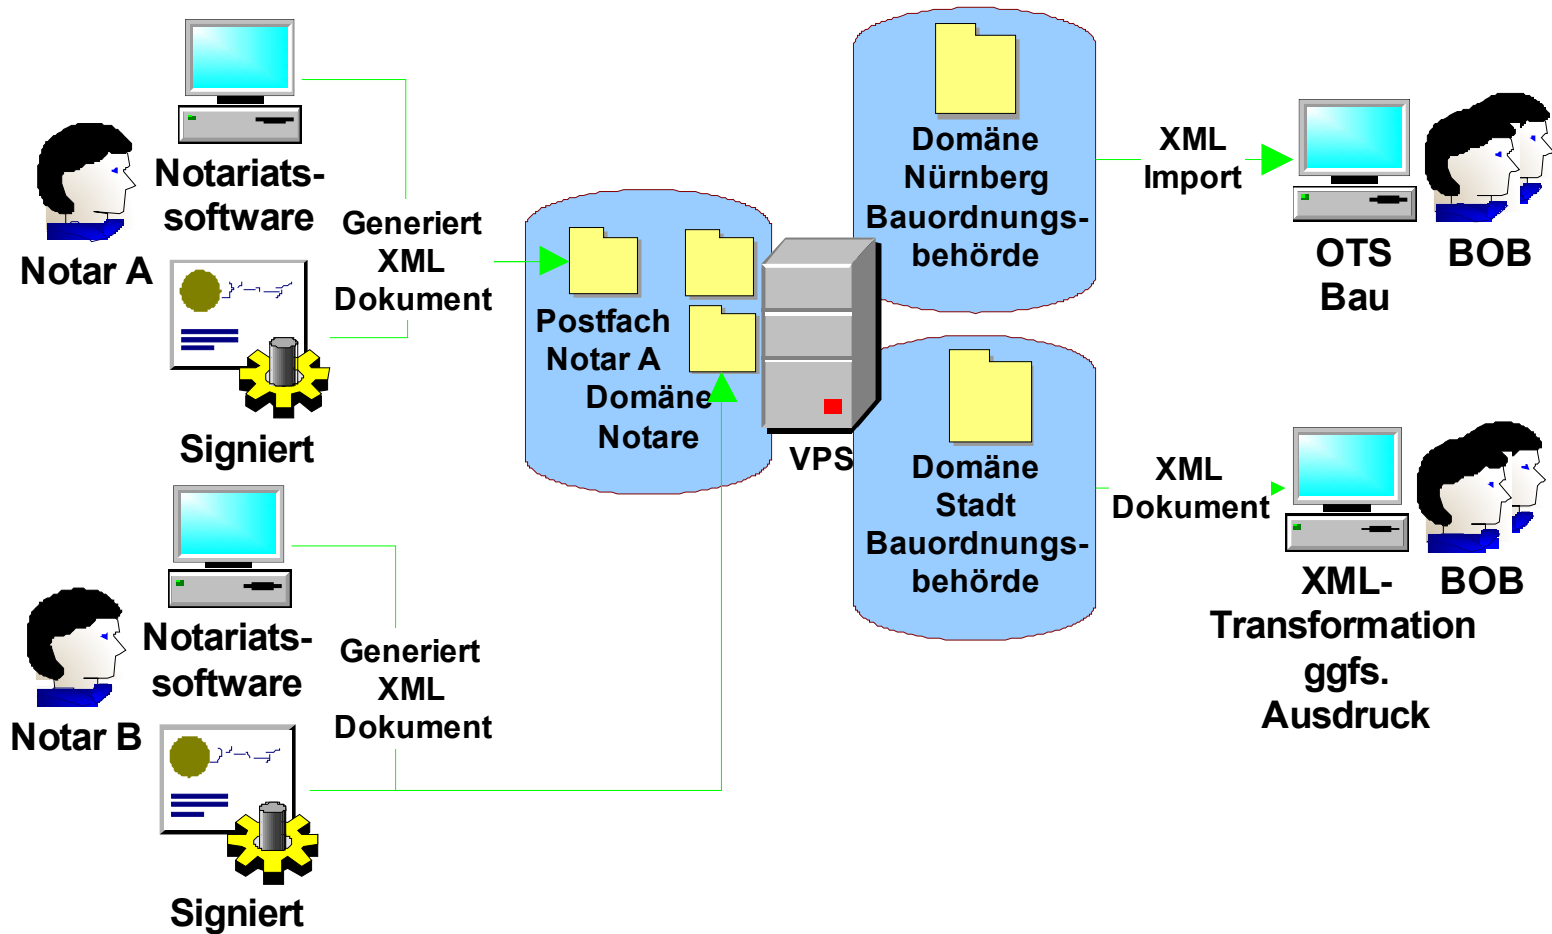 Notariats-
software
Notar A
Generiert
XML
Dokument
Signiert
Notariats-
software
Notar B
Generiert
XML
Dokument
Signiert
Postfach
Notar A
Domäne
Notare
VPS
Domäne
Nürnberg
Bauordnungs-
behörde
XML
Import
OTS
Bau
BOB
Domäne
Stadt
Bauordnungs-
behörde
XML
Dokument
XML-
Transformation
ggfs.
Ausdruck
BOB